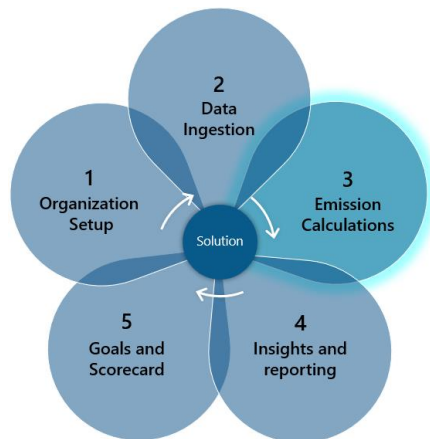 1
Organization
Setup
2
Data
Ingestion
3
Emission
Calculations
Solution
4
Insights and
reporting
5
Goals and
Scorecard